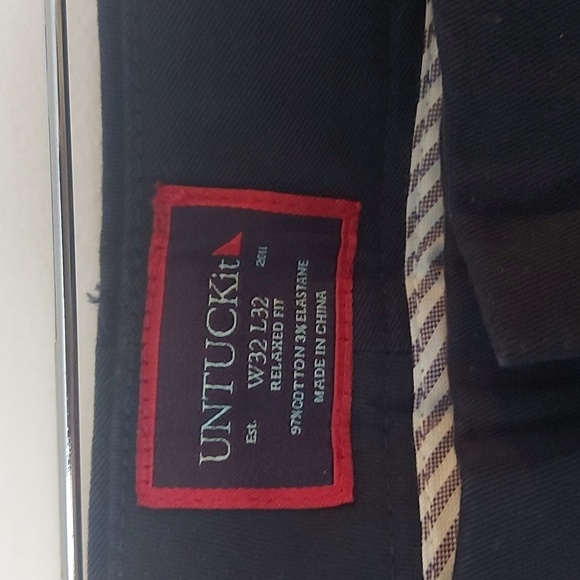 UNTUCKit
Est. 2011
W32 L32
RELAXED FIT
97%COTTON 3% ELASTANE
MADE IN CHINA